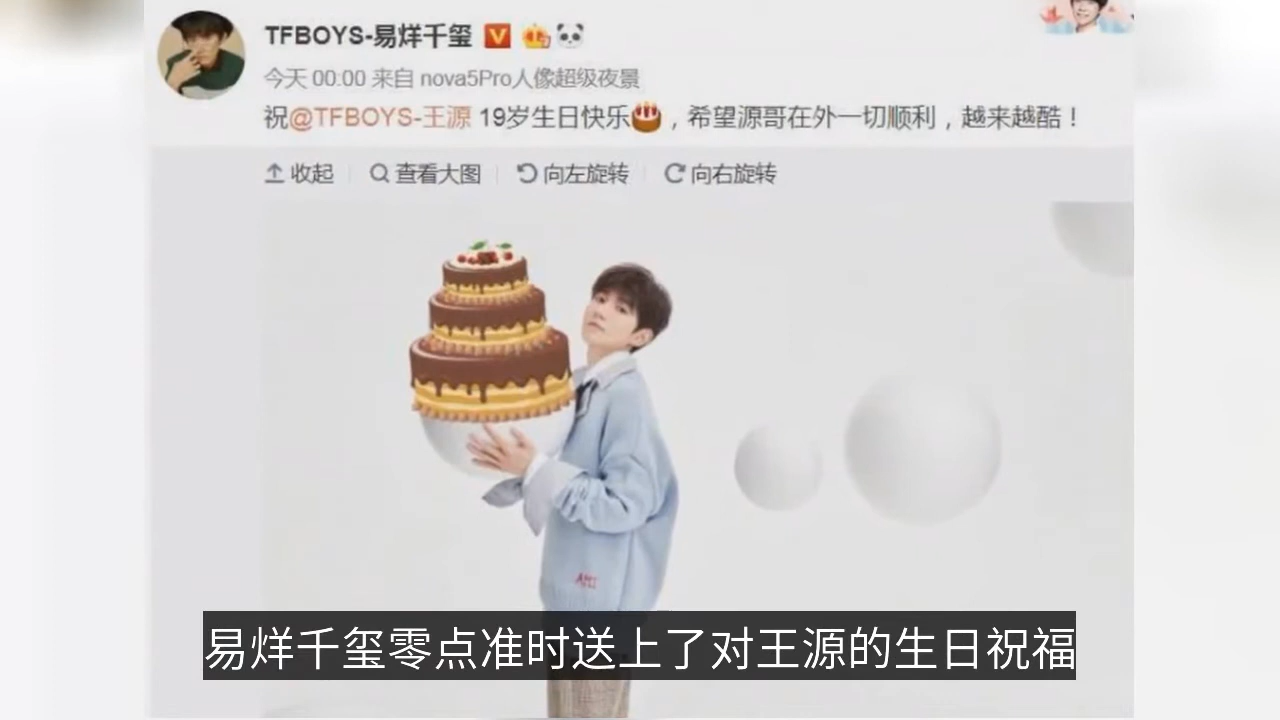 TFBOYS-易烊千玺
今天 00:00 来自 nova5Pro人像超级夜景
祝@TFBOYS-王源 19岁生日快乐，希望源哥在外一切顺利，越来越酷！
收起 查看大图 向左旋转 向右旋转
易烊千玺零点准时送上了对王源的生日祝福